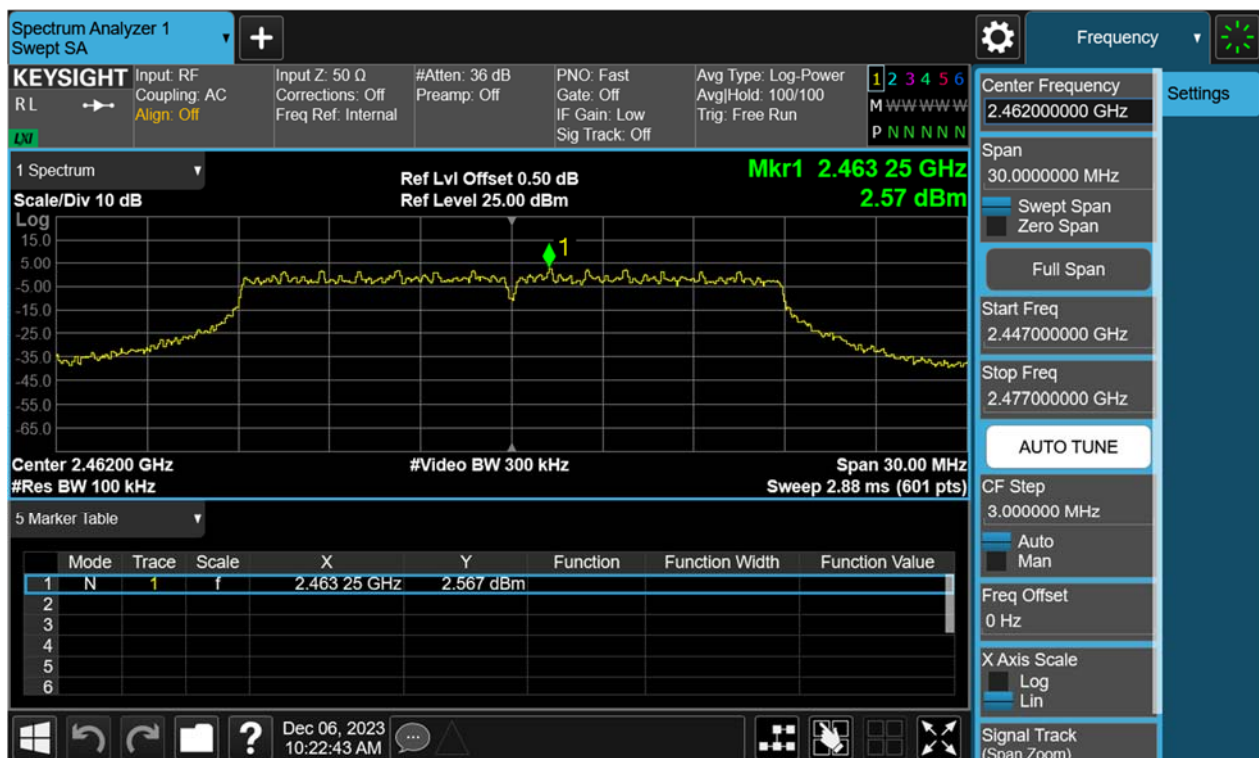 Spectrum Analyzer 1
Swept SA
+
Frequency
KEYSIGHT
RL
LXI
Input: RF
Coupling: AC
Align: Off
Input Z: 50 Ω
Corrections: Off
Freq Ref: Internal
#Atten: 36 dB
Preamp: Off
PNO: Fast
Gate: Off
IF Gain: Low
Sig Track: Off
Avg Type: Log-Power
Avg|Hold: 100/100
Trig: Free Run
1 2 3 4 5 6
M W W W W W
P N N N N N
1 Spectrum
Scale/Div 10 dB
Ref Lvl Offset 0.50 dB
Ref Level 25.00 dBm
Mkr1 2.463 25 GHz
2.57 dBm
Log
15.0
5.00
-5.00
-15.0
-25.0
-35.0
-45.0
-55.0
-65.0
1
Center 2.46200 GHz
#Video BW 300 kHz
Span 30.00 MHz
#Res BW 100 kHz
Sweep 2.88 ms (601 pts)
5 Marker Table
Mode Trace Scale X Y Function Function Width Function Value
1 N 1 f 2.463 25 GHz 2.567 dBm
2
3
4
5
6
?
Dec 06, 2023
10:22:43 AM
Center Frequency
2.462000000 GHz
Settings
Span
30.0000000 MHz
Swept Span
Zero Span
Full Span
Start Freq
2.447000000 GHz
Stop Freq
2.477000000 GHz
AUTO TUNE
CF Step
3.000000 MHz
Auto
Man
Freq Offset
0 Hz
X Axis Scale
Log
Lin
Signal Track
(Span Zoom)